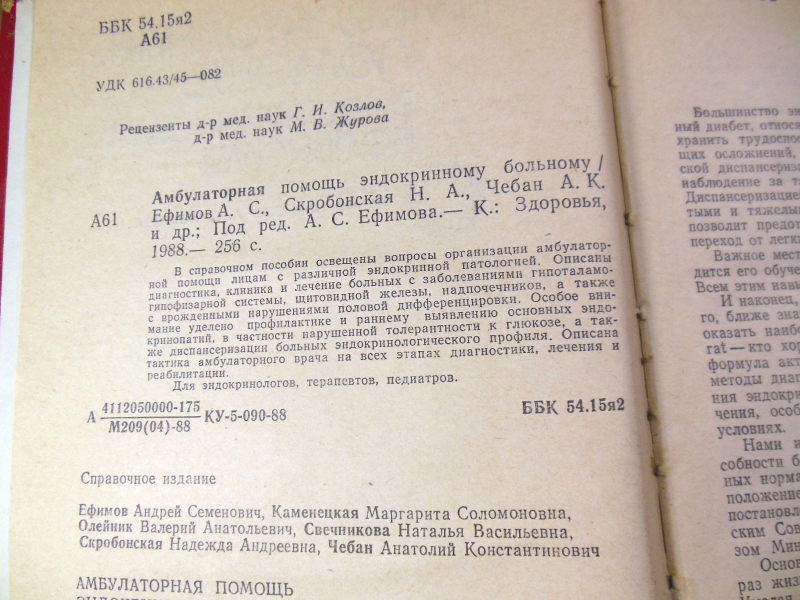 ББК 54.15я2
А61
УДК 616.43/45—082
Рецензенты д-р мед. наук Г. И. Козлов,
д-р мед. наук М. В. Журова
Амбулаторная помощь эндокринному больному /
А61 Ефимов А. С., Скробонская Н. А., Чебан А. К.
и др.; Под ред. А. С. Ефимова.— К.: Здоровья,
1988.— 256 с.
В справочном пособии освещены вопросы организации амбулатор-
ной помощи лицам с различной эндокринной патологией. Описаны
диагностика, клиника и лечение больных с заболеваниями гипоталамо-
гипофизарной системы, щитовидной железы, надпочечников, а также
с врожденными нарушениями половой дифференцировки. Особое вни-
мание уделено профилактике и раннему выявлению основных эндо-
кринопатий, в частности нарушенной толерантности к глюкозе, а так-
же диспансеризации больных эндокринологического профиля. Описана
тактика амбулаторного врача на всех этапах диагностики, лечения и
реабилитации.
Для эндокринологов, терапевтов, педиатров.
А 4112050000-175 КУ-5-090-88
М209(04)-88
ББК 54.15я2
Справочное издание
Ефимов Андрей Семенович, Каменецкая Маргарита Соломоновна,
Олейник Валерий Анатольевич, Свечникова Наталья Васильевна,
Скробонская Надежда Андреевна, Чебан Анатолий Константинович
АМБУЛАТОРНАЯ ПОМОЩЬ
Большинство
ный диабет, относя
хранить трудоспос
щих осложнений,
ской диспансериза
наблюдение за
Диспансеризацие
тыми и тяжелы
позволит предот
переход от легк
Важное мест
дится его обуче
Всем этим навы
И наконец,
го, ближе зна
оказать наибо
rat — кто хор
формула акт
методы диаг
ния эндокри
чения, особ
условиях.
Нами и
собности б
ных норма
положение
постановл
ским Сов
зом Мин
Основ
раз жиз